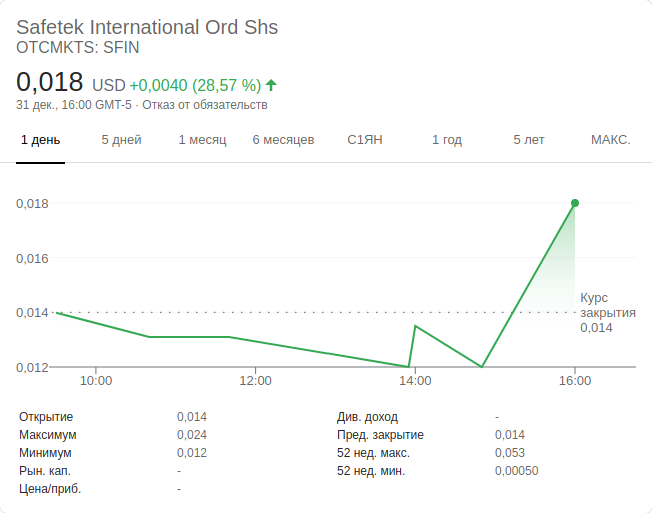 Safetek International Ord Shs
OTCMKTS: SFIN
0,018 USD +0,0040 (28,57 %)
31 дек., 16:00 GMT-5 · Отказ от обязательств
1 день 5 дней 1 месяц 6 месяцев С1ЯН 1 год 5 лет МАКС.
0,018
0,016
Курс
0,014 закрытия
0,014
0,012
10:00 12:00 14:00 16:00
Открытие 0,014 Див. доход -
Максимум 0,024 Пред. закрытие 0,014
Минимум 0,012 52 нед. макс. 0,053
Рын. кап. - 52 нед. мин. 0,00050
Цена/приб. -